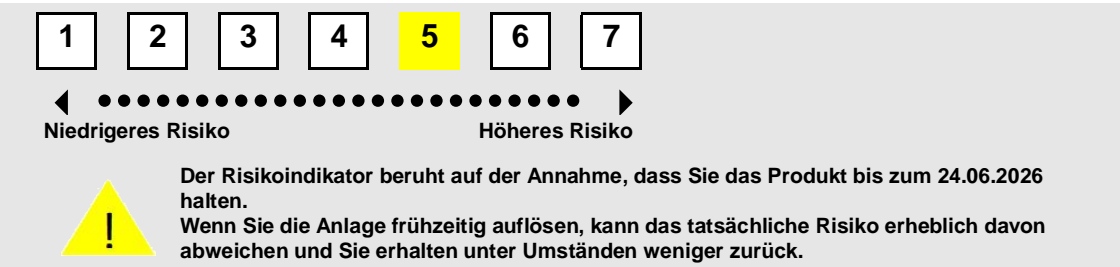 1 2 3 4 5 6 7
Niedrigeres Risiko Höheres Risiko
Der Risikoindikator beruht auf der Annahme, dass Sie das Produkt bis zum 24.06.2026
halten.
Wenn Sie die Anlage frühzeitig auflösen, kann das tatsächliche Risiko erheblich davon
abweichen und Sie erhalten unter Umständen weniger zurück.
!